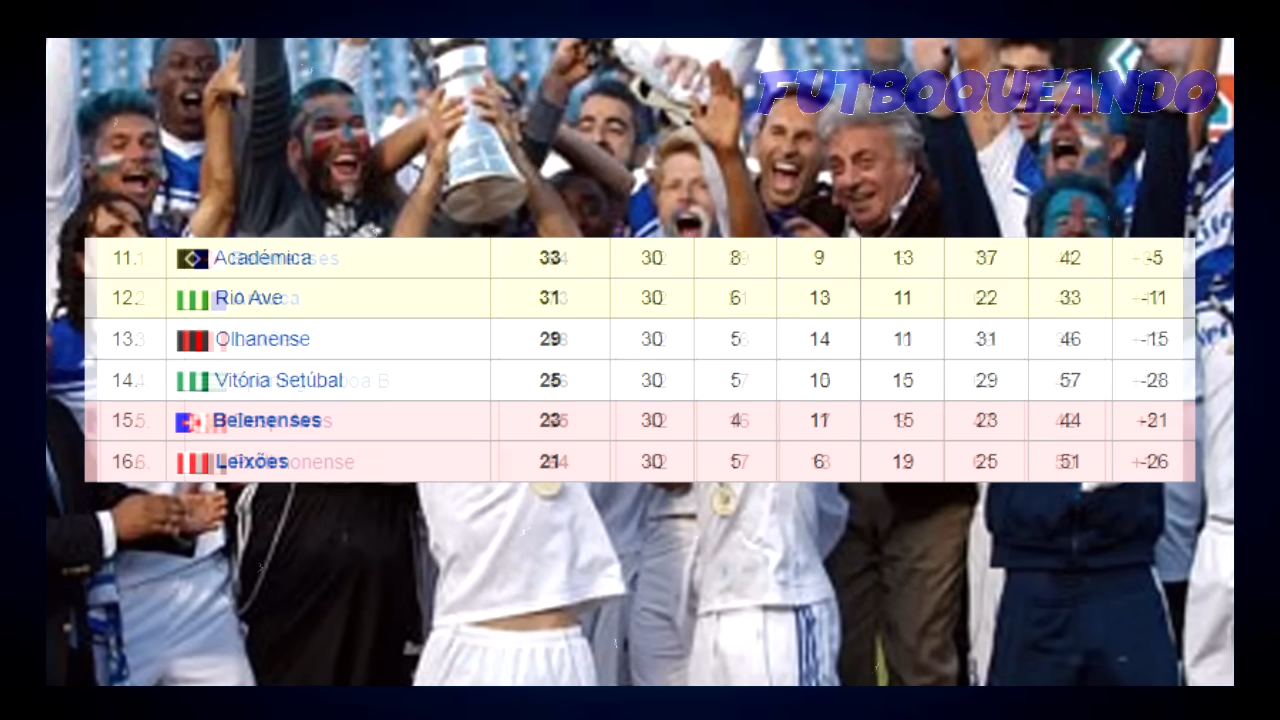 FUTBOQUEANDO
11. Académica 33 30 8 9 13 37 42 -5
12. Rio Ave 31 30 6 13 11 22 33 -11
13. Olhanense 29 30 5 14 11 31 46 -15
14. Vitória Setúbal 25 30 5 10 15 29 57 -28
15. Belenenses 23 30 4 11 15 23 44 -21
16. Leixões 21 30 5 6 19 25 51 -26